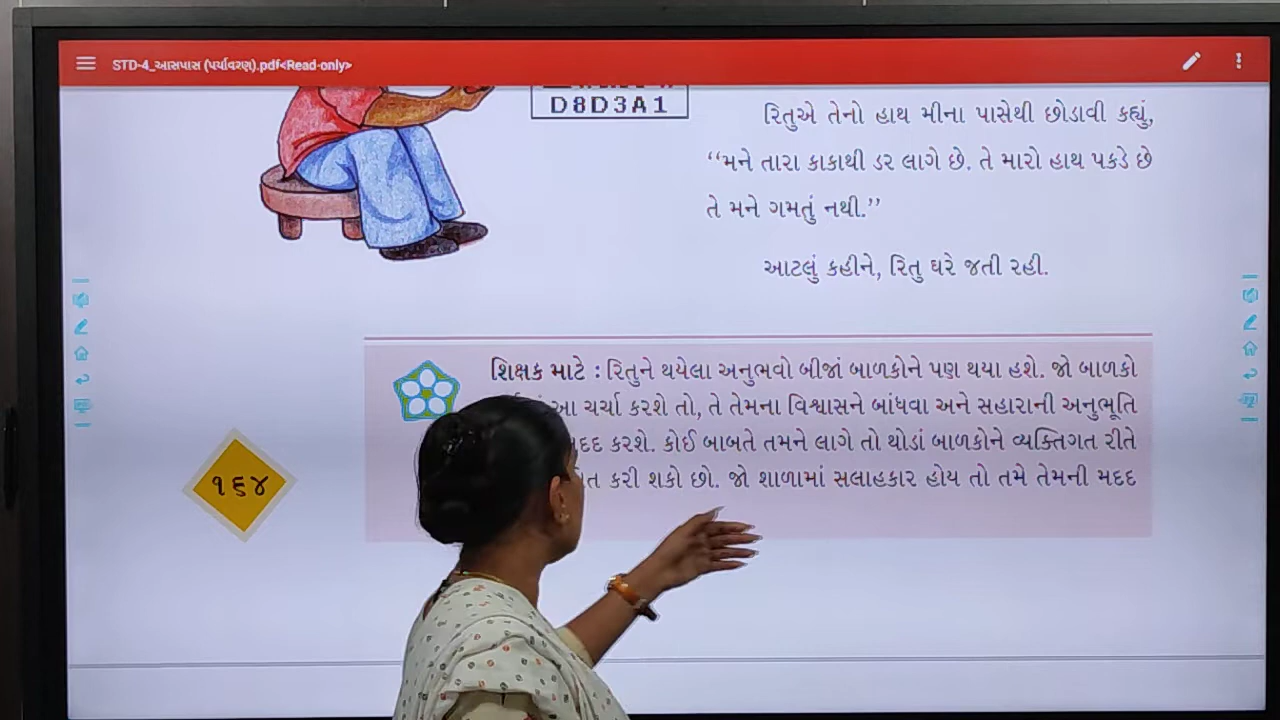 STD-4_આસપાસ (પર્યાવરણ).pdf<Read-only>
D8D3A1
રિતુએ તેનો હાથ મીના પાસેથી છોડાવી કહ્યું,
“મને તારા કાકાથી ડર લાગે છે. તે મારો હાથ પકડે છે
તે મને ગમતું નથી.”
આટલું કહીને, રિતુ ઘરે જતી રહી.
શિક્ષક માટે : રિતુને થયેલા અનુભવો બીજાં બાળકોને પણ થયા હશે. જો બાળકો
આ ચર્ચા કરશે તો, તે તેમના વિશ્વાસને બાંધવા અને સહારાની અનુભૂતિ
કરશે. કોઈ બાબતે તમને લાગે તો થોડાં બાળકોને વ્યક્તિગત રીતે
કરી શકો છો. જો શાળામાં સલાહકાર હોય તો તમે તેમની મદદ
૧૬૪